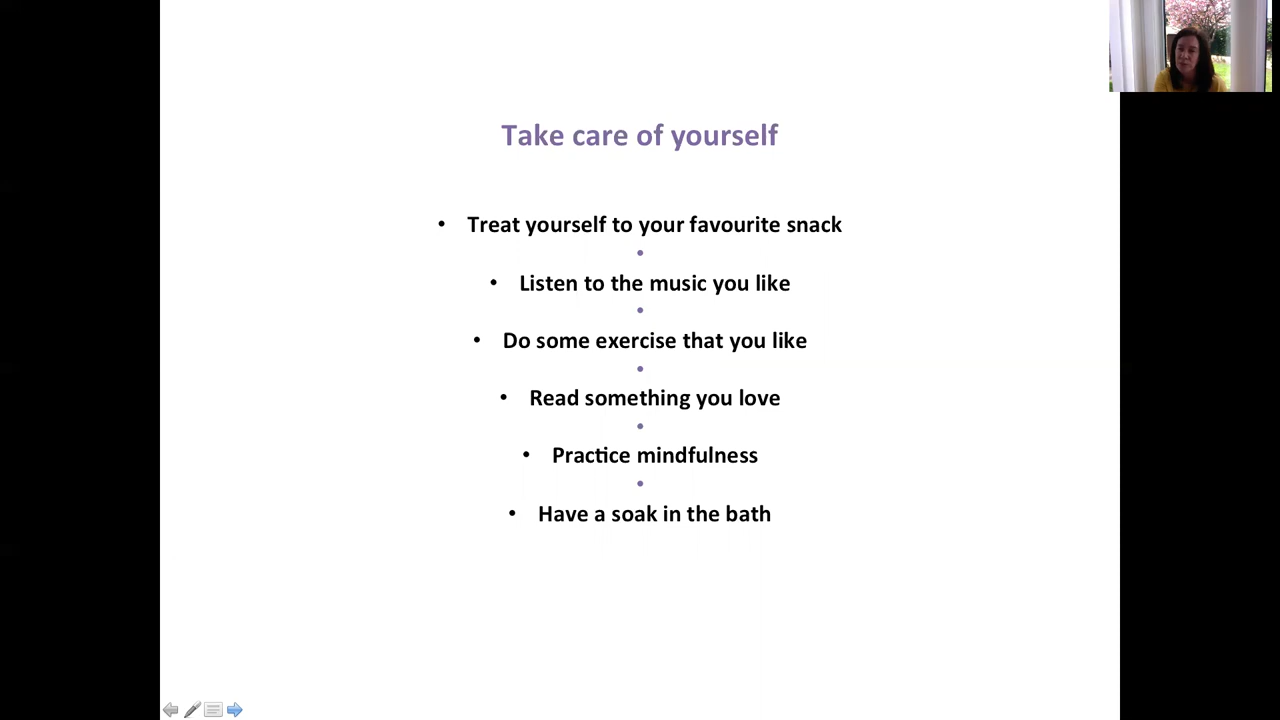 Take care of yourself
• Treat yourself to your favourite snack
•
• Listen to the music you like
•
• Do some exercise that you like
•
• Read something you love
•
• Practice mindfulness
•
• Have a soak in the bath